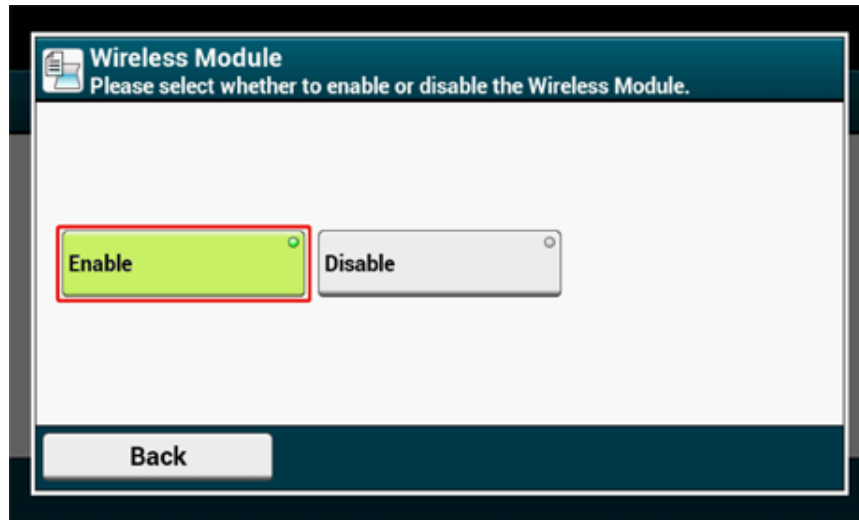 Wireless Module
Please select whether to enable or disable the Wireless Module.
Enable
Disable
Back